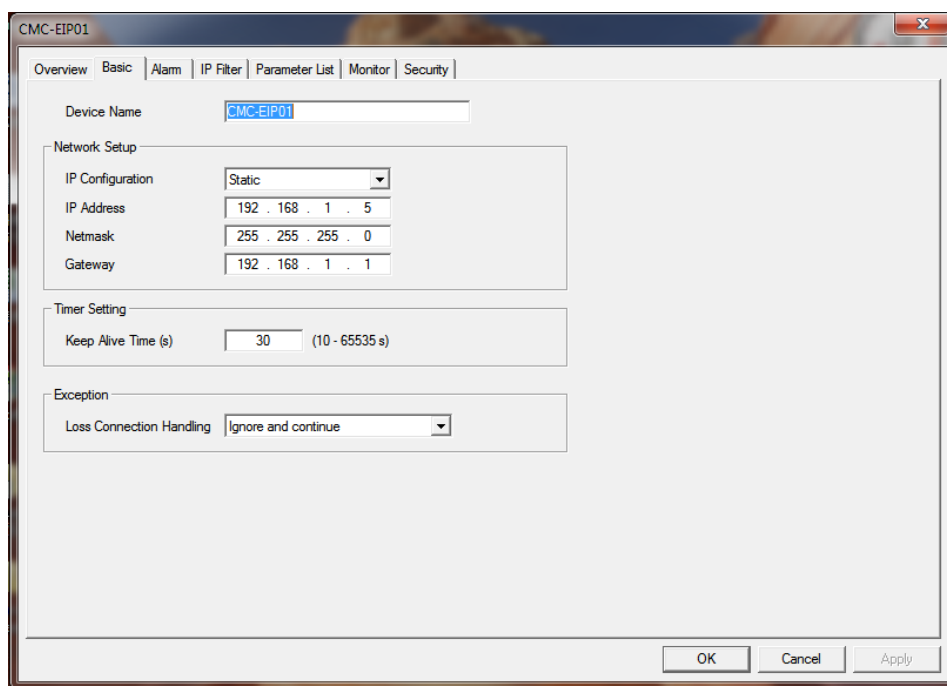 CMC-EIP01
Overview Basic Alarm IP Filter Parameter List Monitor Security
Device Name CMC-EIP01
Network Setup
IP Configuration Static
IP Address 192 . 168 . 1 . 5
Netmask 255 . 255 . 255 . 0
Gateway 192 . 168 . 1 . 1
Timer Setting
Keep Alive Time (s) 30 (10 - 65535 s)
Exception
Loss Connection Handling Ignore and continue
OK Cancel Apply